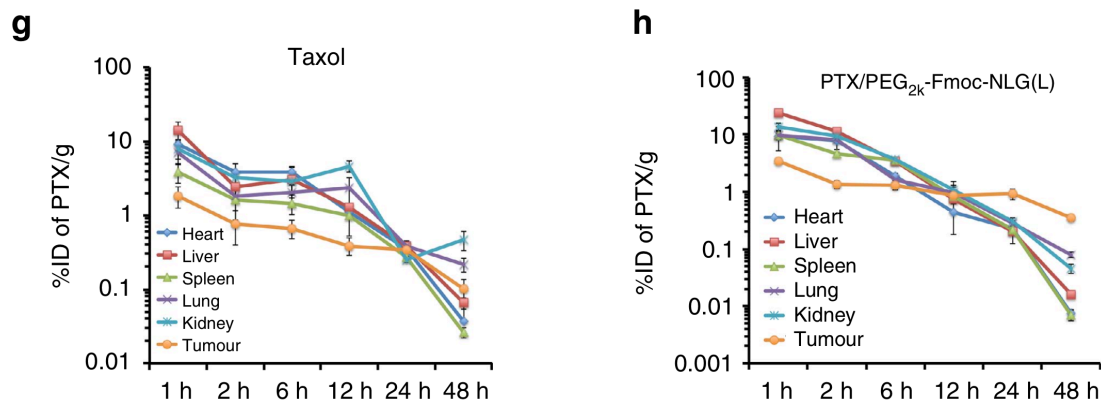 g
Taxol
%ID of PTX/g
100
10
1
0.1
0.01
Heart
Liver
Spleen
Lung
Kidney
Tumour
1 h 2 h 6 h 12 h 24 h 48 h
h
PTX/PEG2k-Fmoc-NLG(L)
%ID of PTX/g
100
10
1
0.1
0.01
0.001
Heart
Liver
Spleen
Lung
Kidney
Tumour
1 h 2 h 6 h 12 h 24 h 48 h